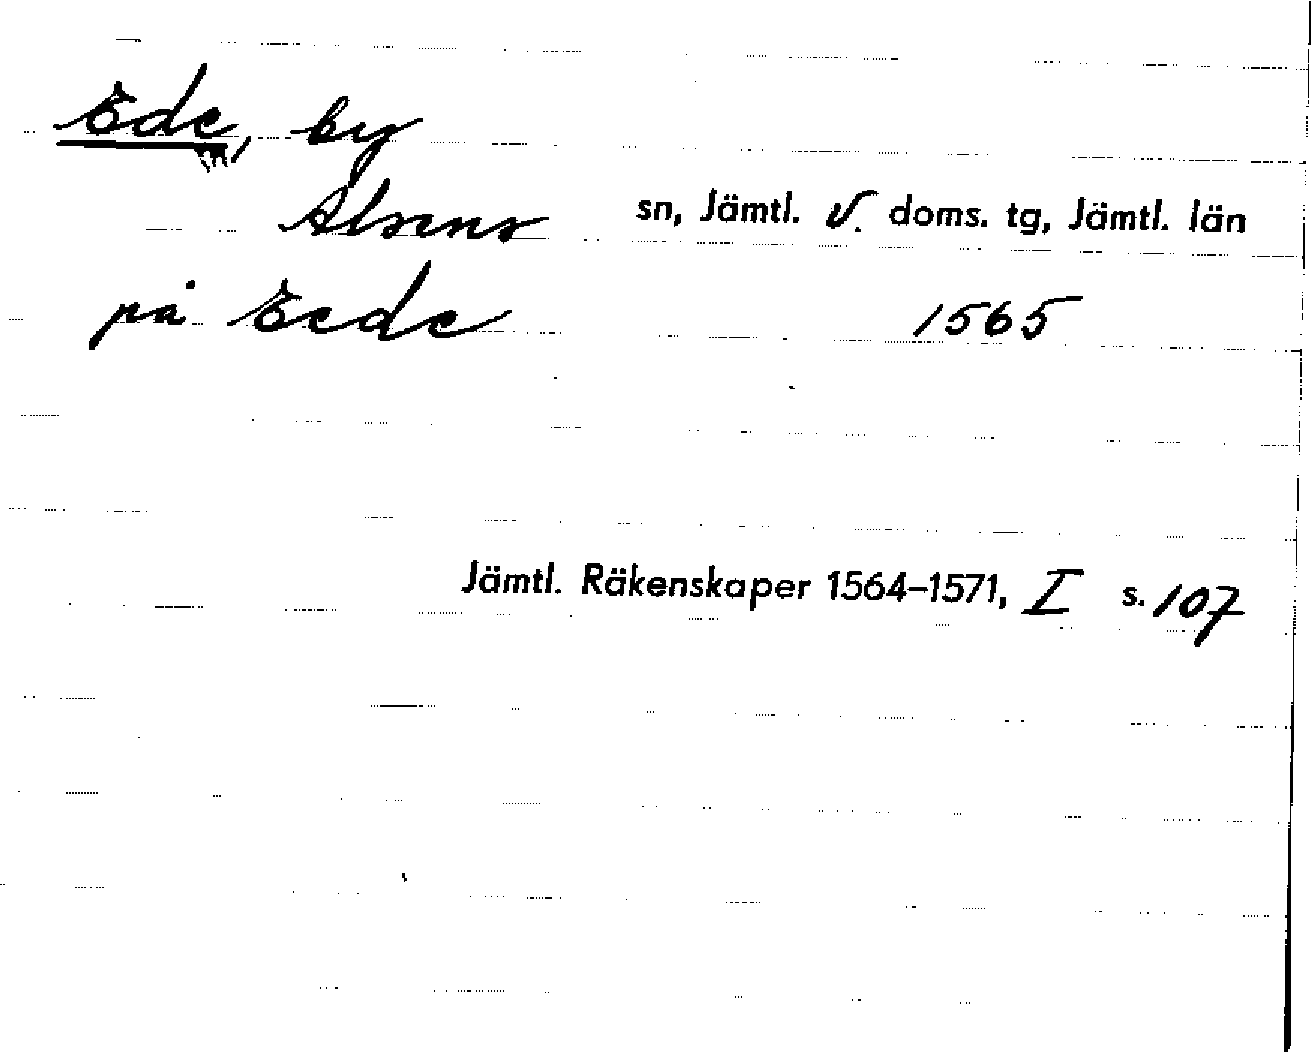 Ede, by
Alsens sn, Jämtl. v. doms. tg, Jämtl. län
på Eede 1565
Jämtl. Räkenskaper 1564–1571, I s. 107